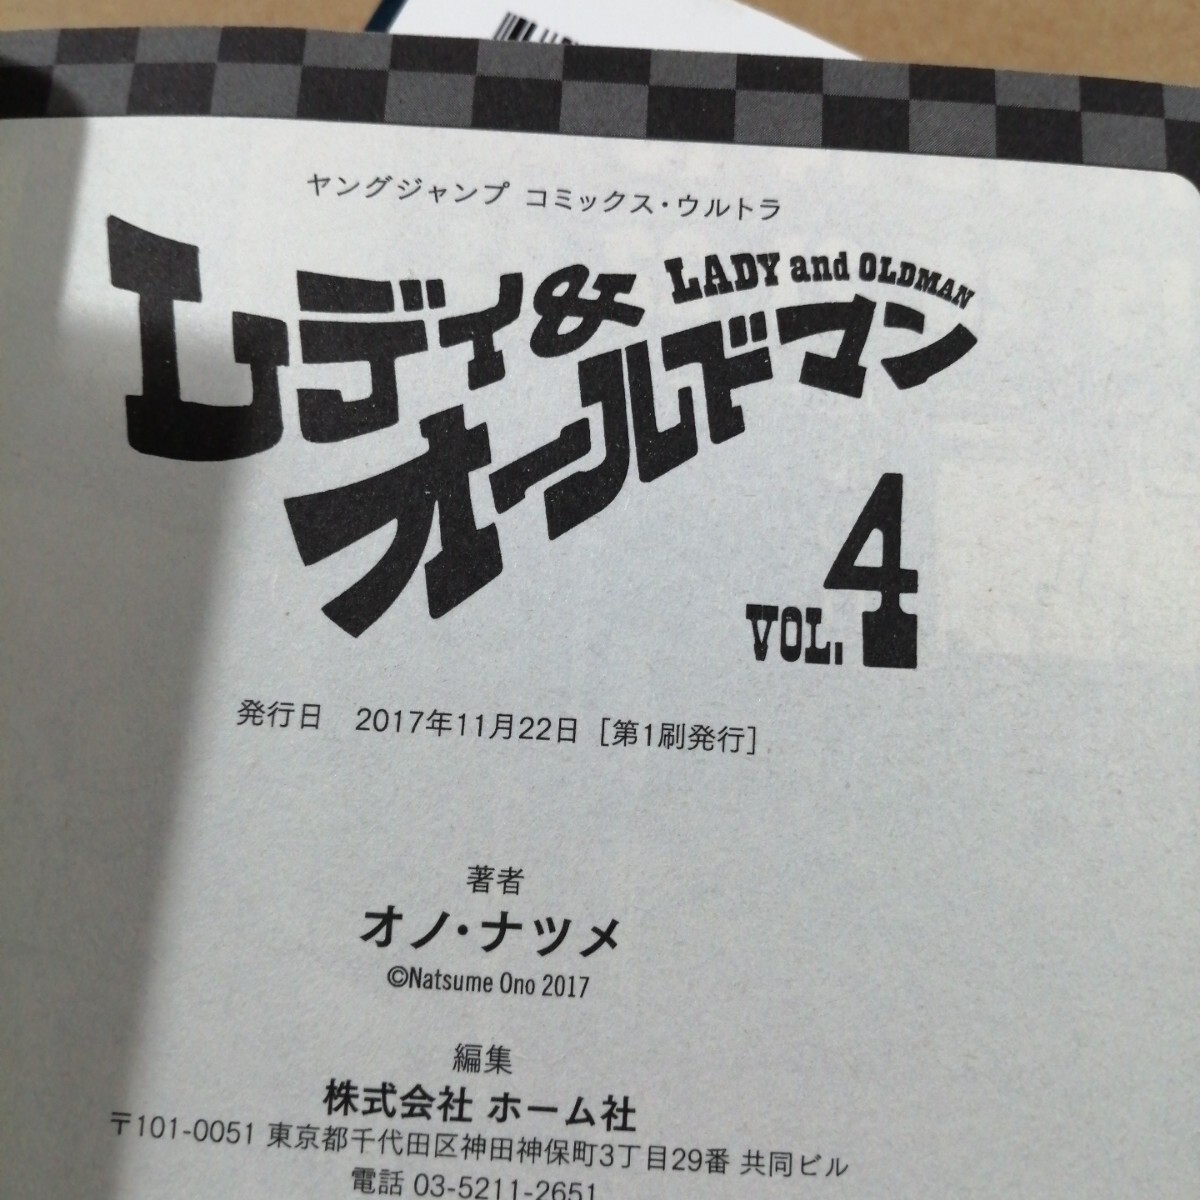 ヤングジャンプ コミックス・ウルトラ
レディ&
LADY and OLDMAN
オールドマン
VOL.4
発行日 2017年11月22日［第1刷発行］
著者
オノ・ナツメ
©Natsume Ono 2017
編集
株式会社 ホーム社
〒101-0051 東京都千代田区神田神保町3丁目29番 共同ビル
電話 03-5211-2651